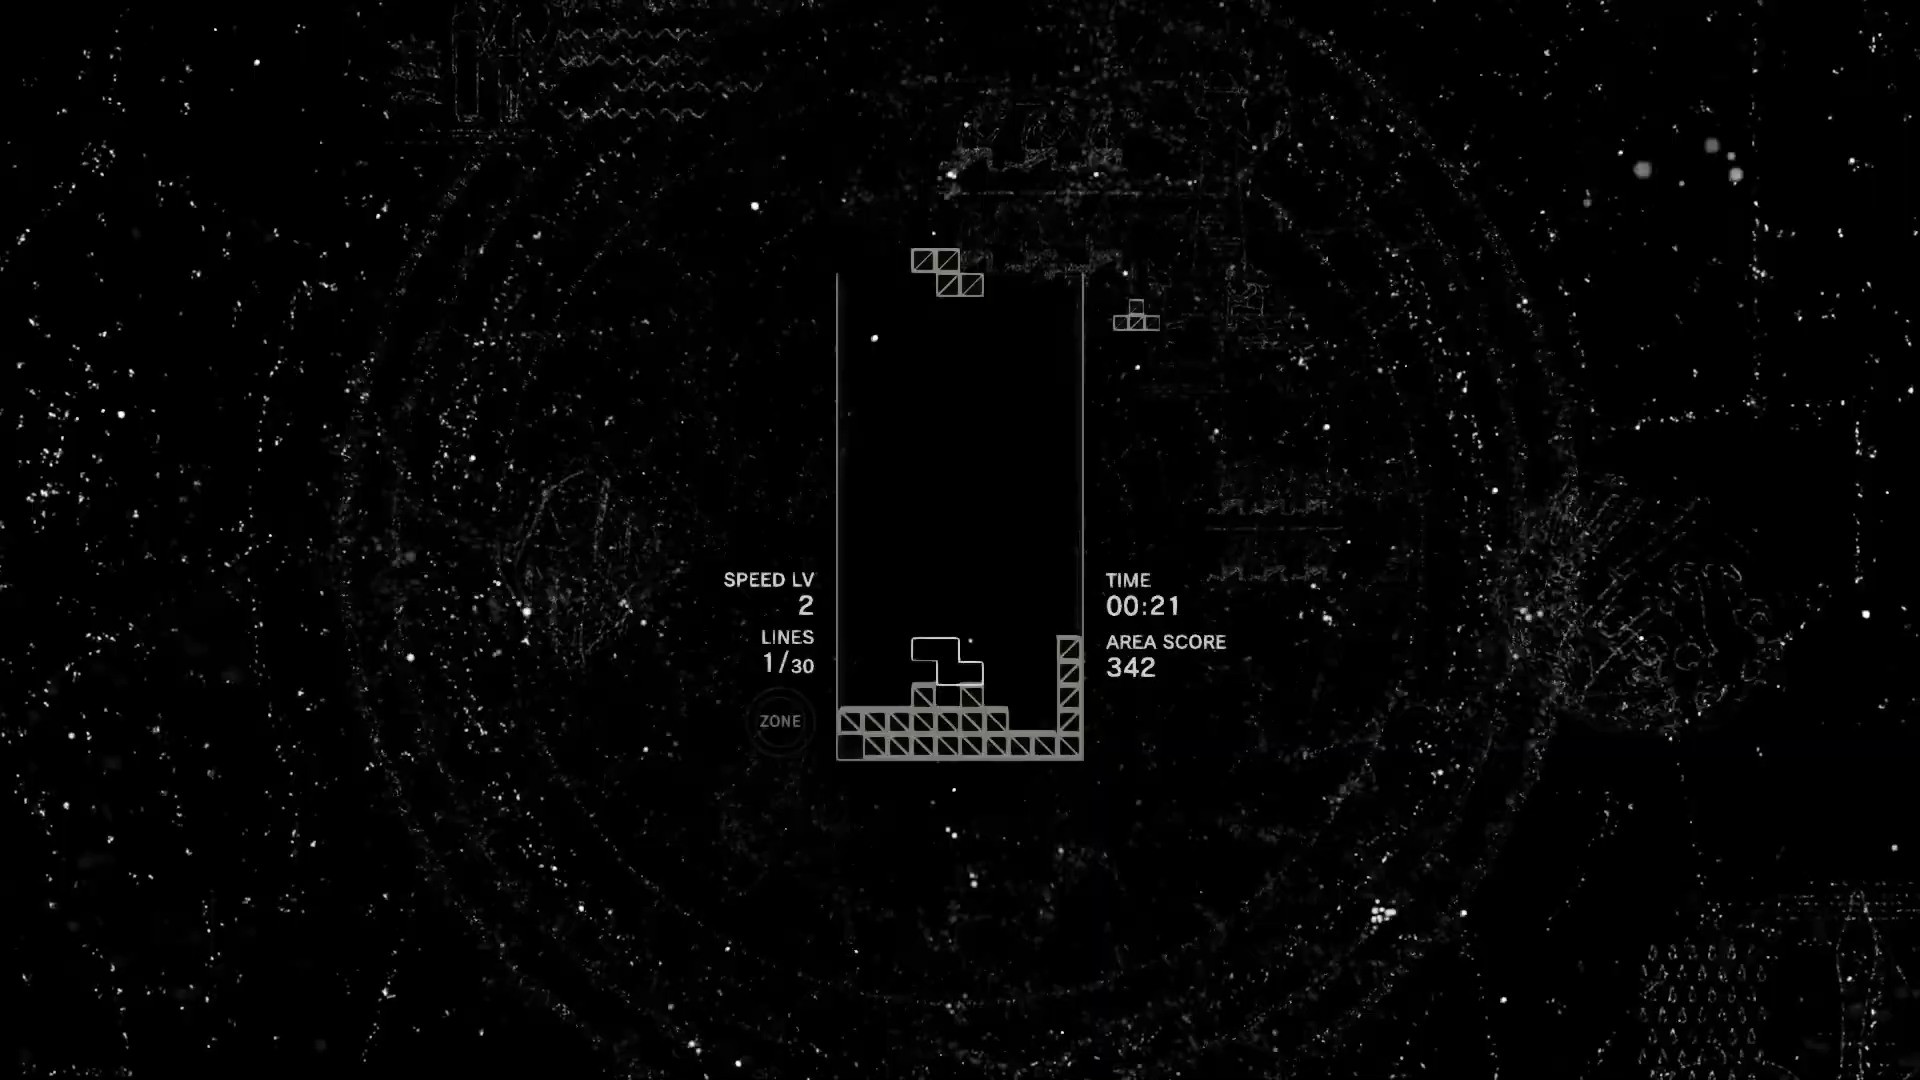 SPEED LV
2
LINES
1/30
ZONE
TIME
00:21
AREA SCORE
342